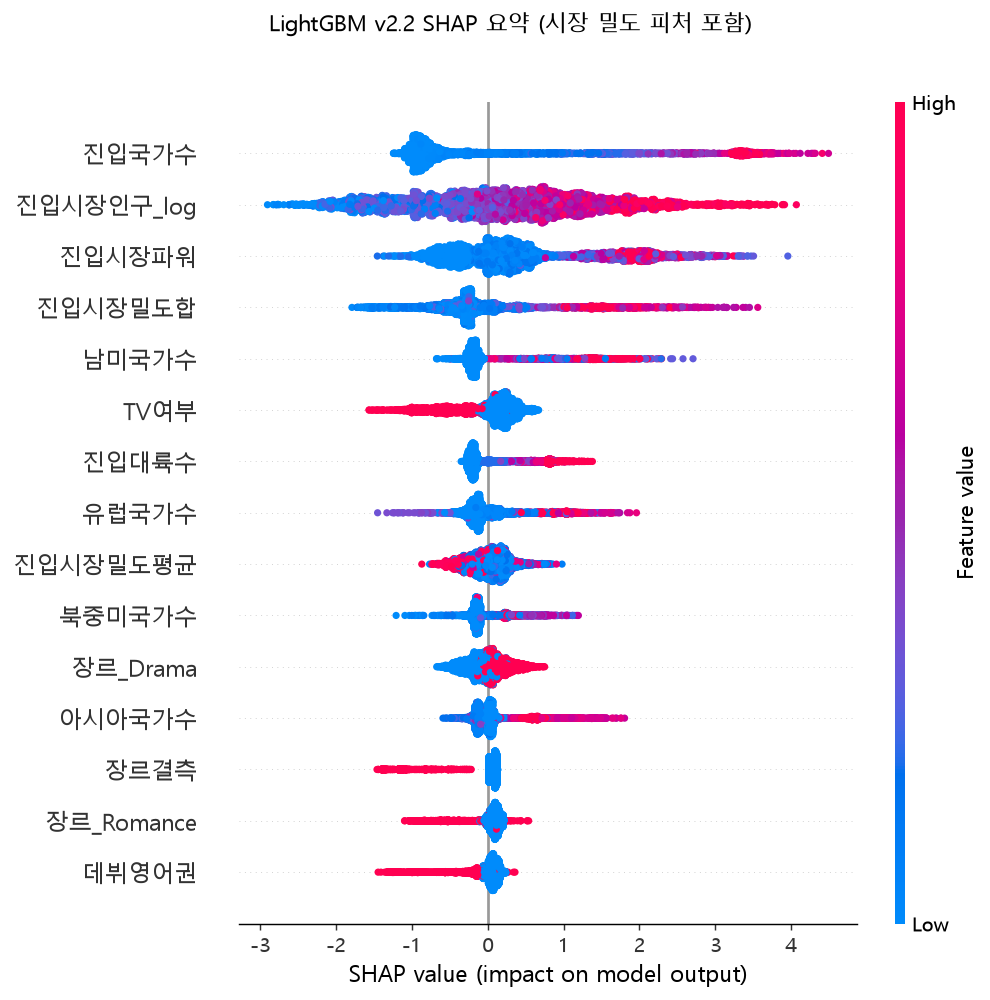 LightGBM v2.2 SHAP 요약 (시장 밀도 피처 포함)
High
진입국가수
진입시장인구_log
진입시장파워
진입시장밀도합
남미국가수
TV여부
진입대륙수
유럽국가수
진입시장밀도평균
북중미국가수
장르_Drama
아시아국가수
장르결측
장르_Romance
데뷔영어권
Feature value
Low
-3 -2 -1 0 1 2 3 4
SHAP value (impact on model output)